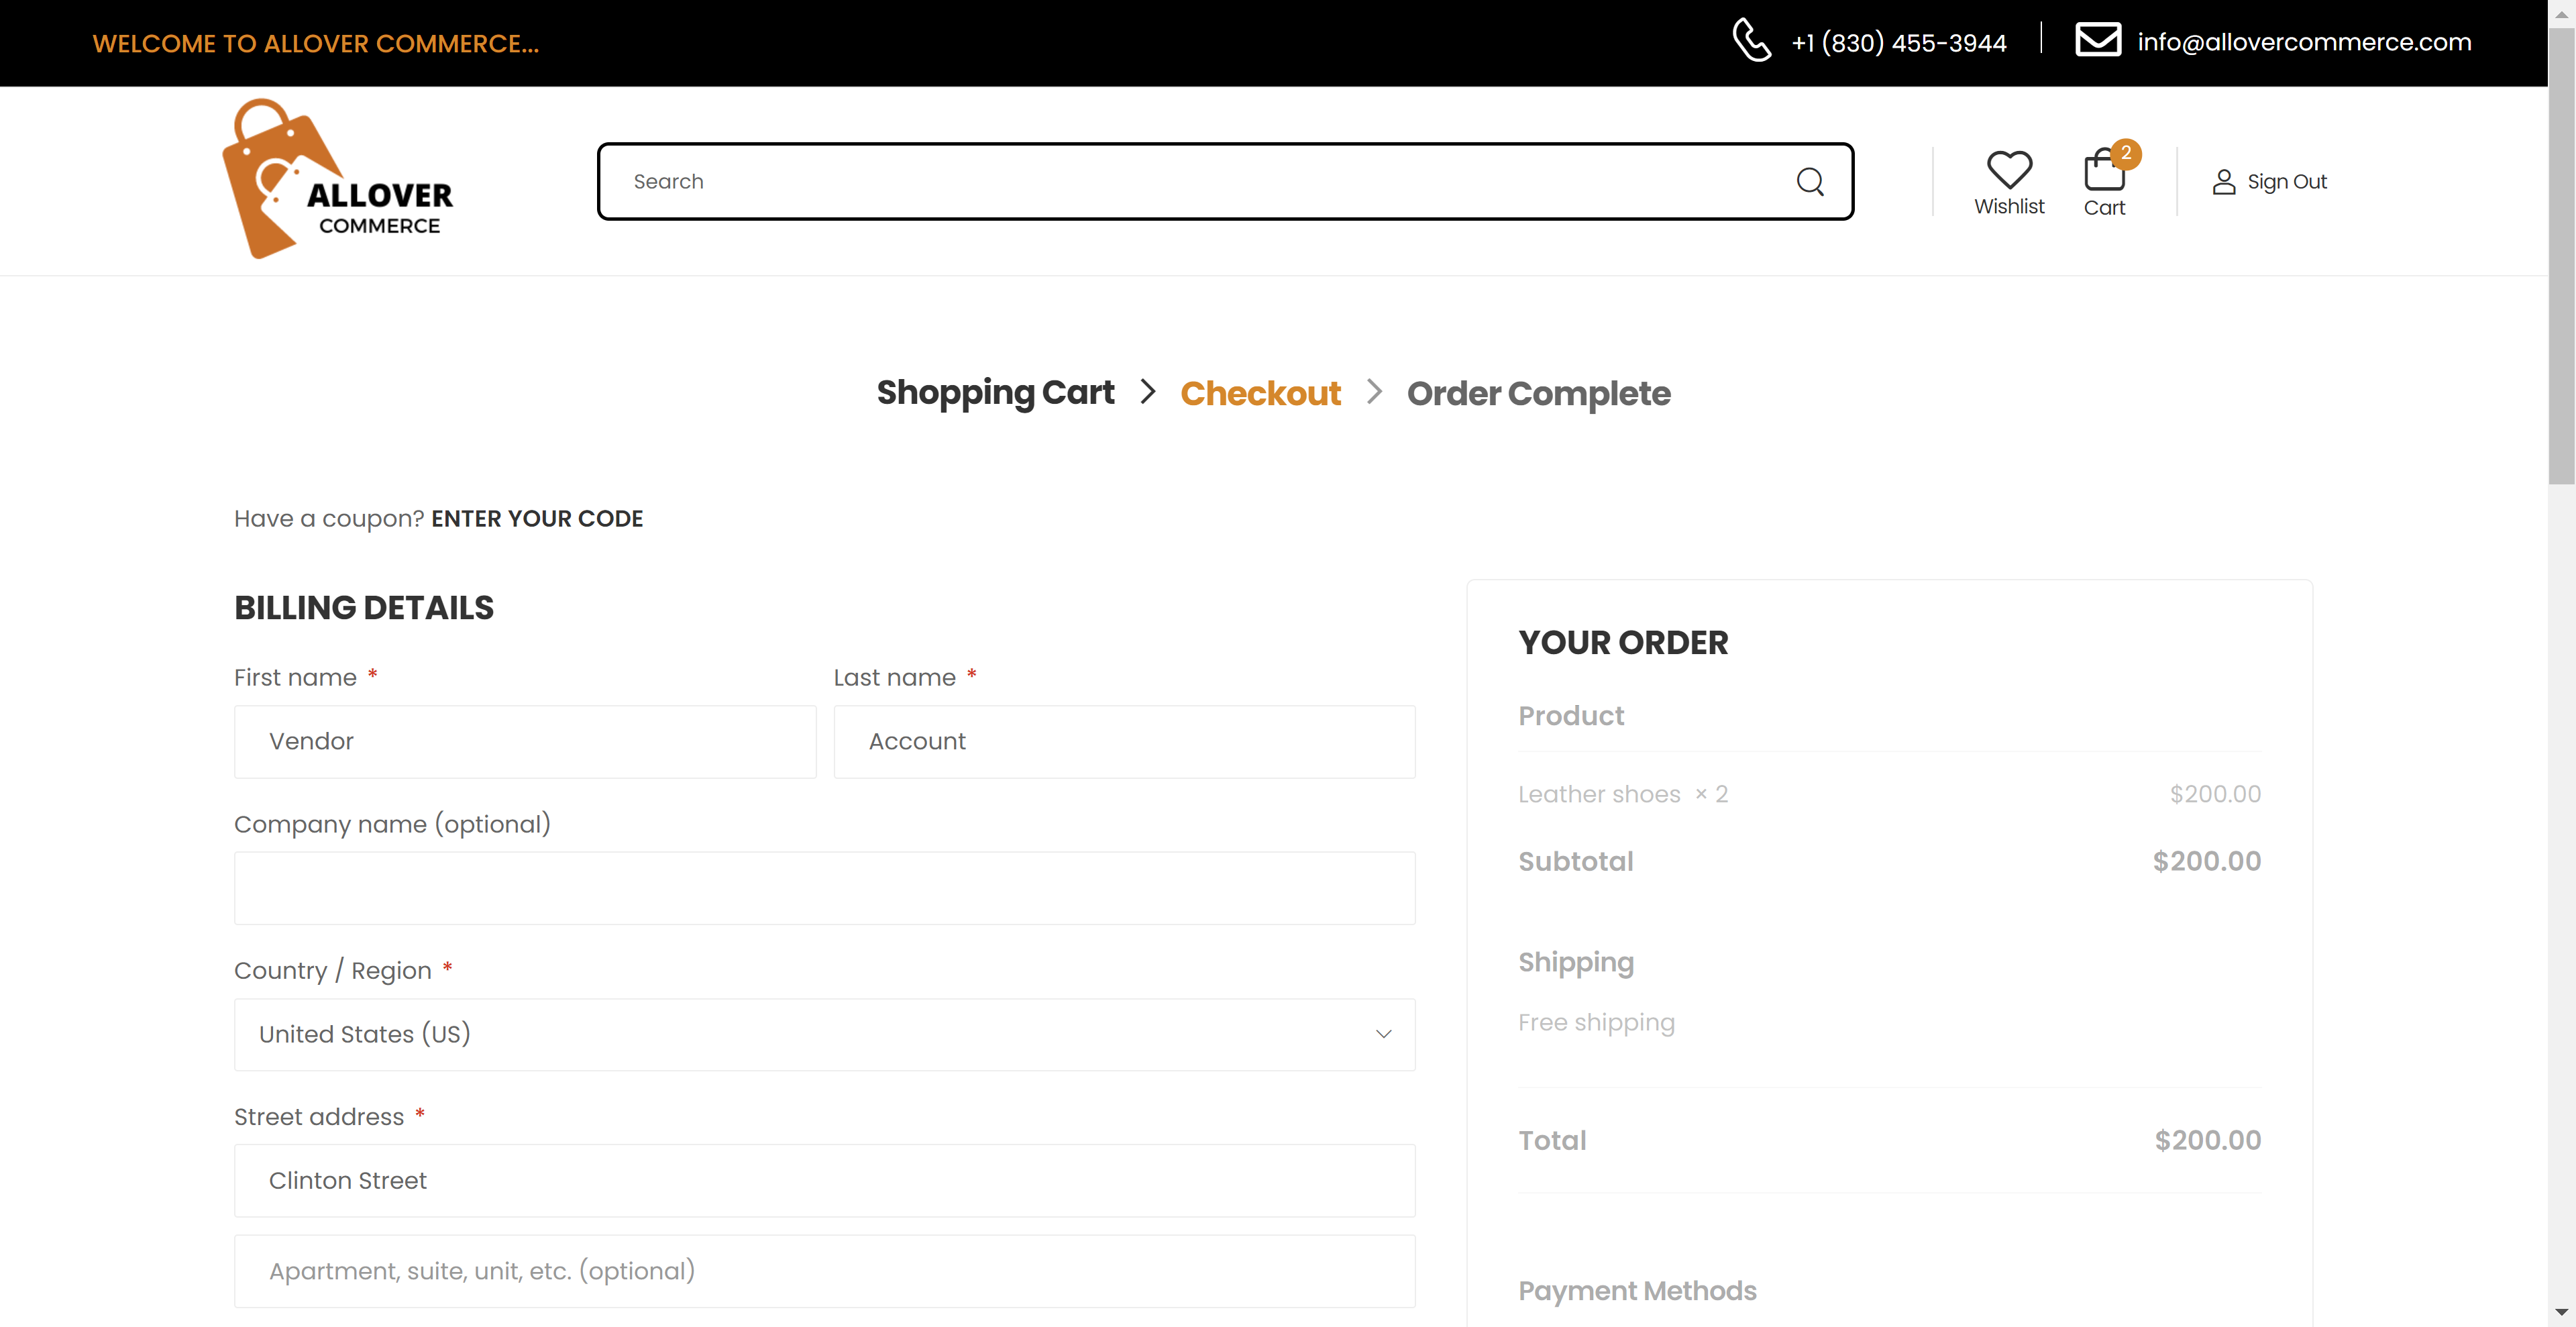 WELCOME TO ALLOVER COMMERCE...
+1 (830) 455-3944
info@allovercommerce.com
ALLOVER
COMMERCE
Search
Wishlist
2
Cart
Sign Out
Shopping Cart
Checkout
Order Complete
Have a coupon? ENTER YOUR CODE
BILLING DETAILS
First name *
Last name *
Vendor
Account
Company name (optional)
Country / Region *
United States (US)
Street address *
Clinton Street
Apartment, suite, unit, etc. (optional)
YOUR ORDER
Product
Leather shoes × 2 $200.00
Subtotal $200.00
Shipping
Free shipping
Total $200.00
Payment Methods